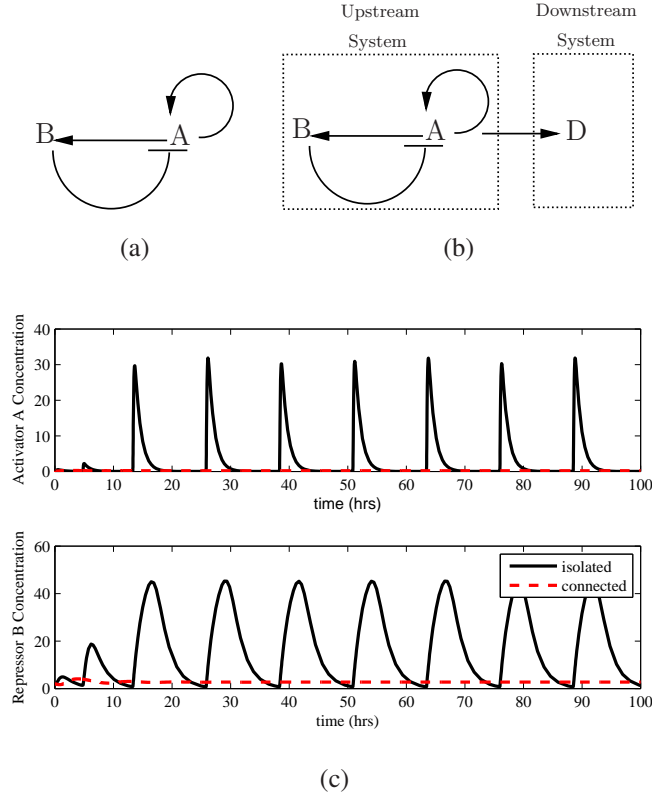 Upstream
System
Downstream
System
B
A
B
A
D
(a)
(b)
Activator A Concentration
40
30
20
10
0
0 10 20 30 40 50 60 70 80 90 100
time (hrs)
Repressor B Concentration
60
40
20
0
isolated
connected
0 10 20 30 40 50 60 70 80 90 100
time (hrs)
(c)